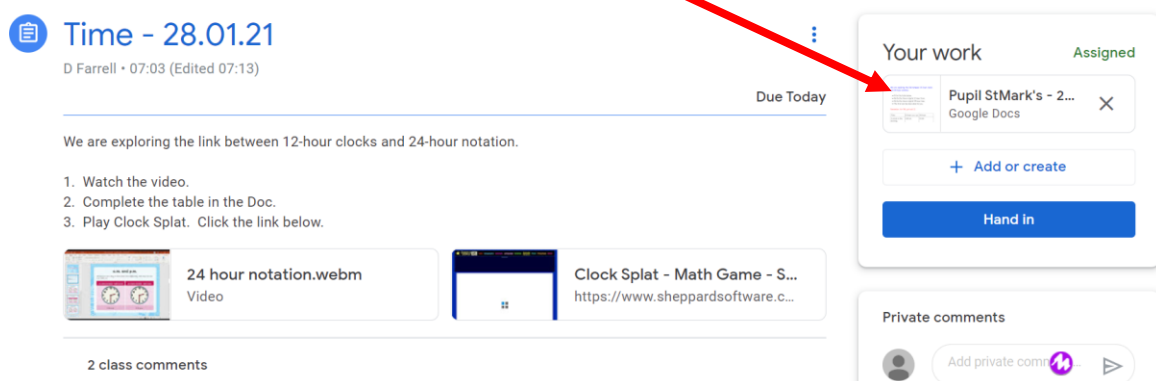 Time - 28.01.21
D Farrell • 07:03 (Edited 07:13)
Due Today
We are exploring the link between 12-hour clocks and 24-hour notation.
1. Watch the video.
2. Complete the table in the Doc.
3. Play Clock Splat. Click the link below.
24 hour notation.webm
Video
Clock Splat - Math Game - S...
https://www.sheppardsoftware.c...
2 class comments
Your work
Assigned
Pupil StMark's - 2...
Google Docs
+ Add or create
Hand in
Private comments
Add private comm...